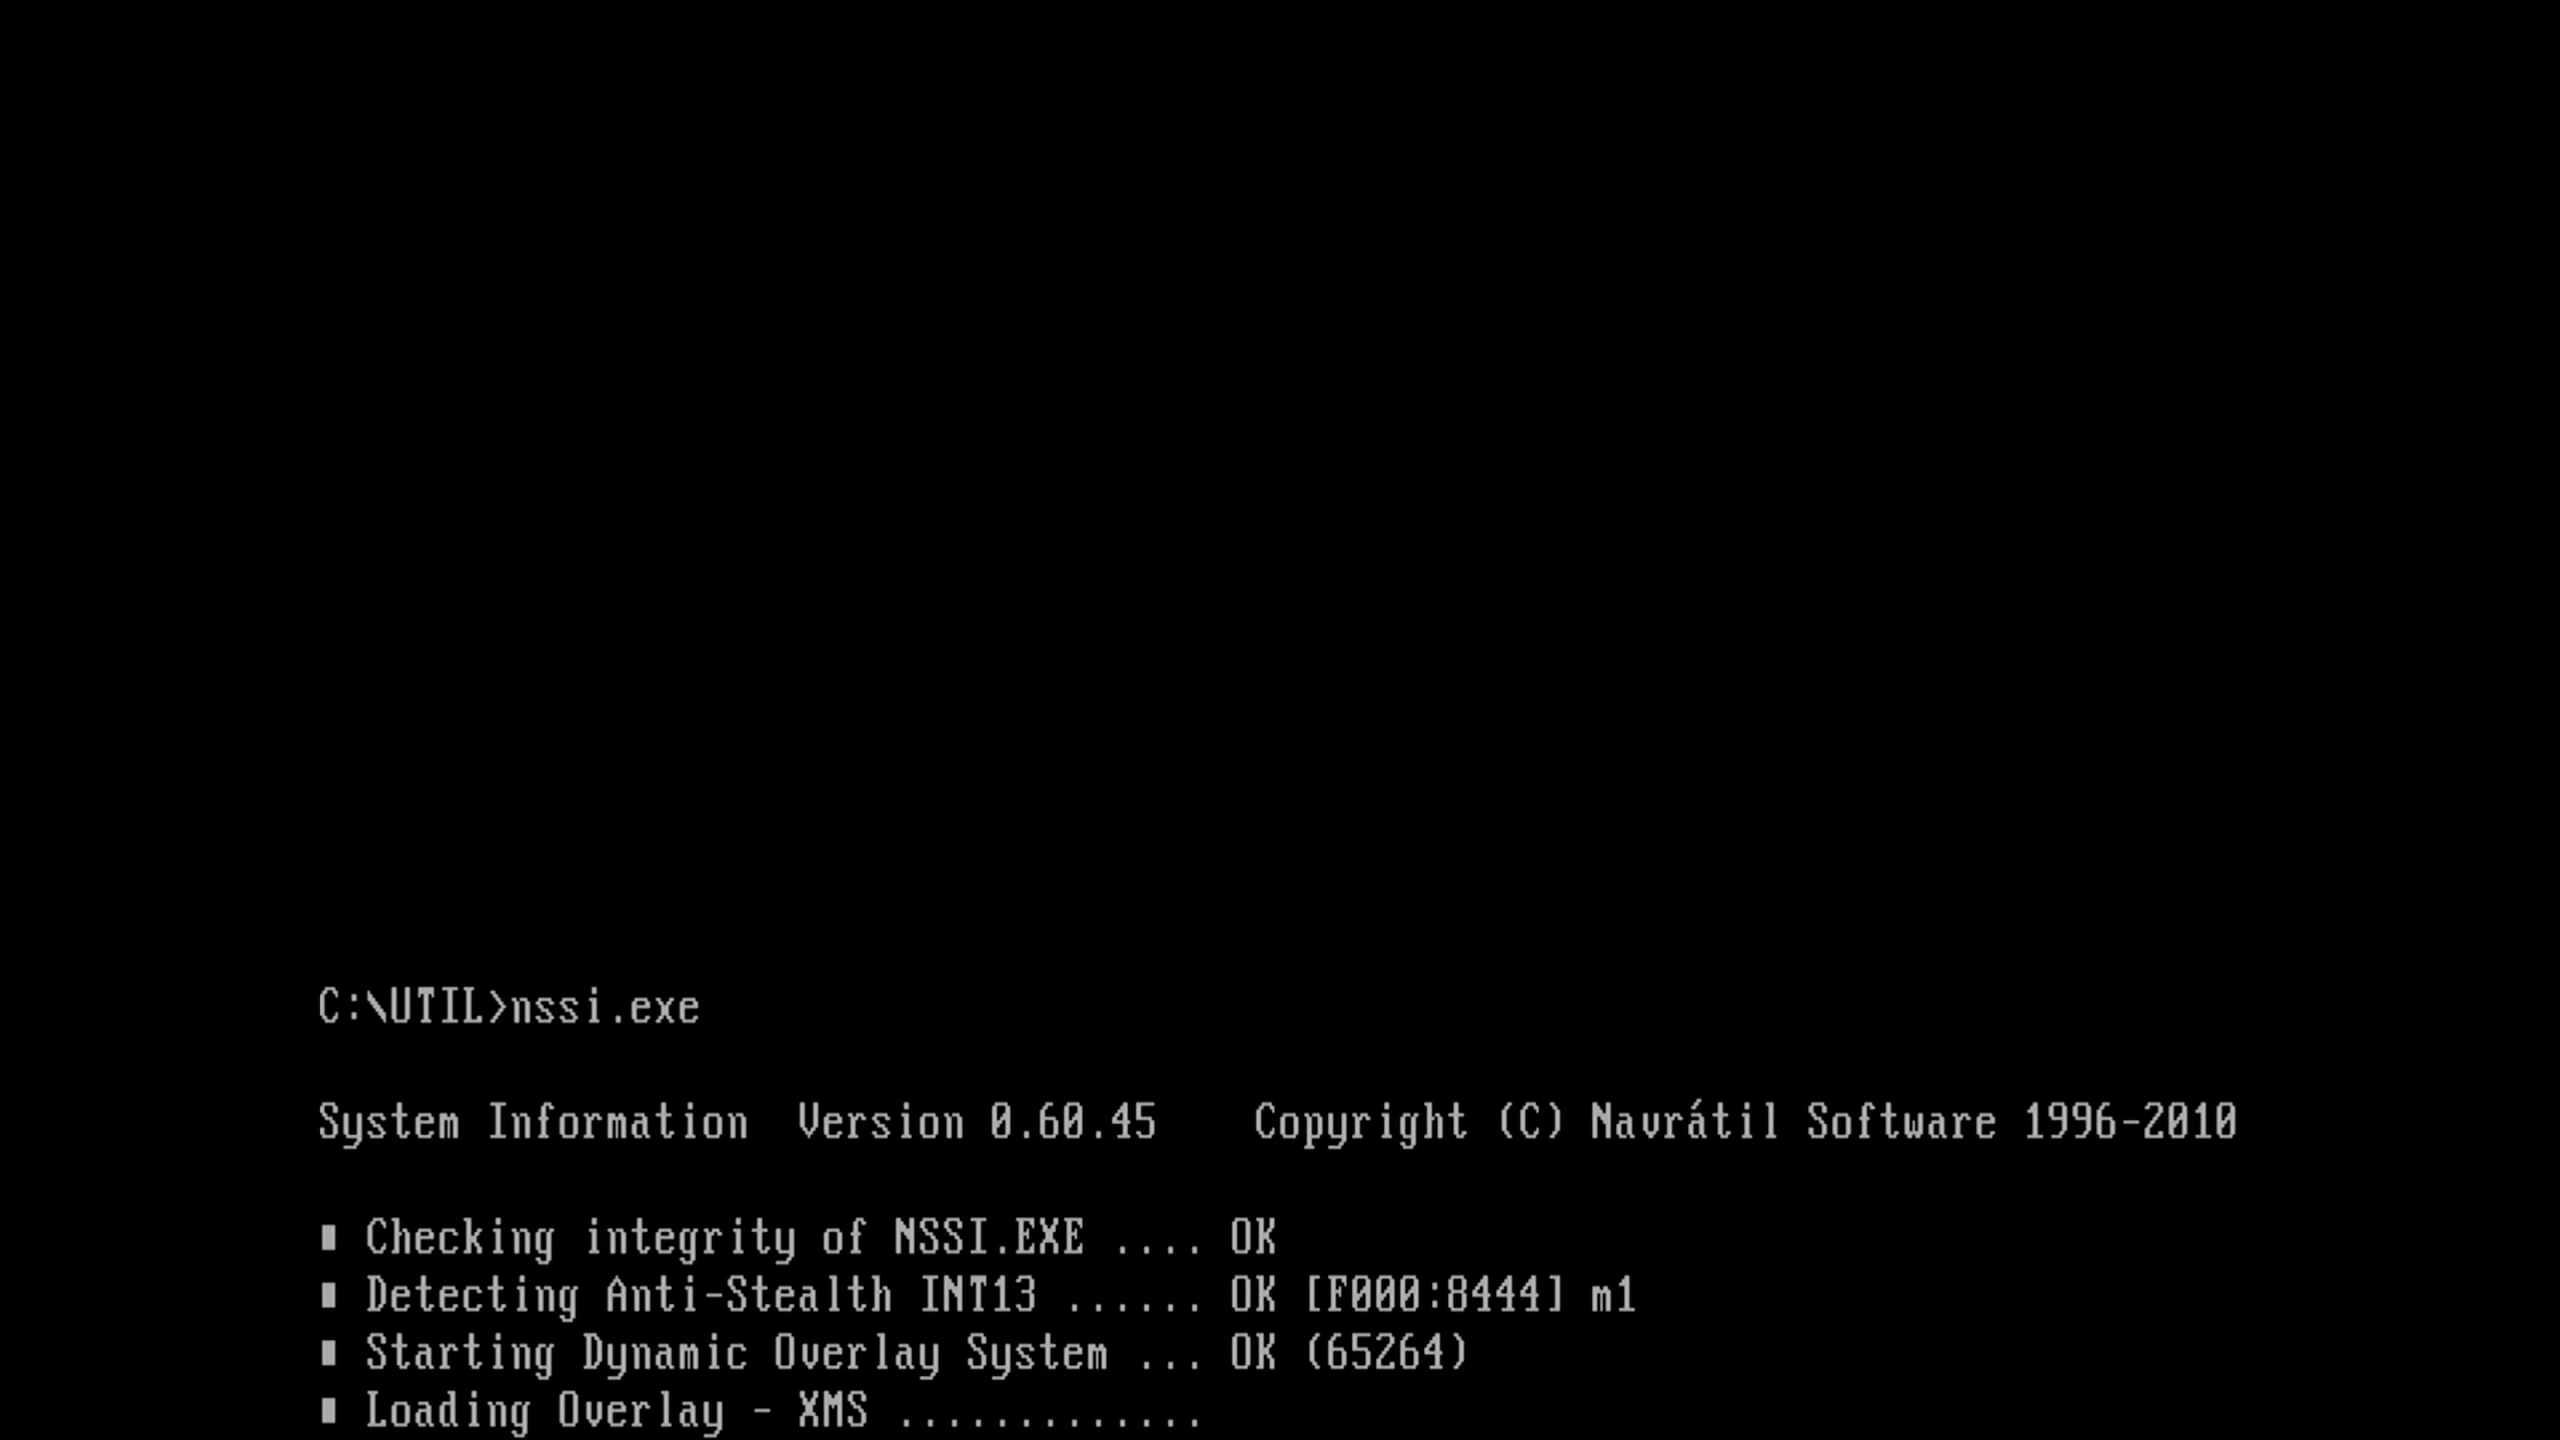 C:\UTIL>nssi.exe
System Information  Version 0.60.45    Copyright (C) Navrátil Software 1996-2010
▮ Checking integrity of NSSI.EXE .... OK
▮ Detecting Anti-Stealth INT13 ...... OK [F000:8444] m1
▮ Starting Dynamic Overlay System ... OK (65264)
▮ Loading Overlay - XMS .............